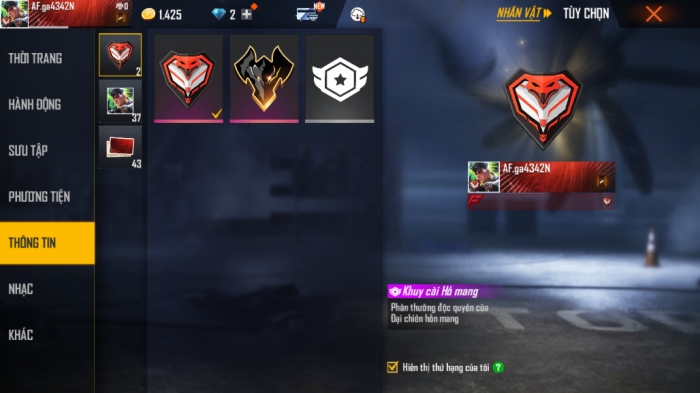 AF.ga4342N
0
1.425
2
NEW
NHÂN VẬT
TÙY CHỌN
THỜI TRANG
HÀNH ĐỘNG
SƯU TẬP
PHƯƠNG TIỆN
THÔNG TIN
NHẠC
KHÁC
2
37
43
AF.ga4342N
Khuy cài Hổ mang
Phần thưởng độc quyền của
Đại chiến hỗn mang
Hiển thị thứ hạng của tôi ?